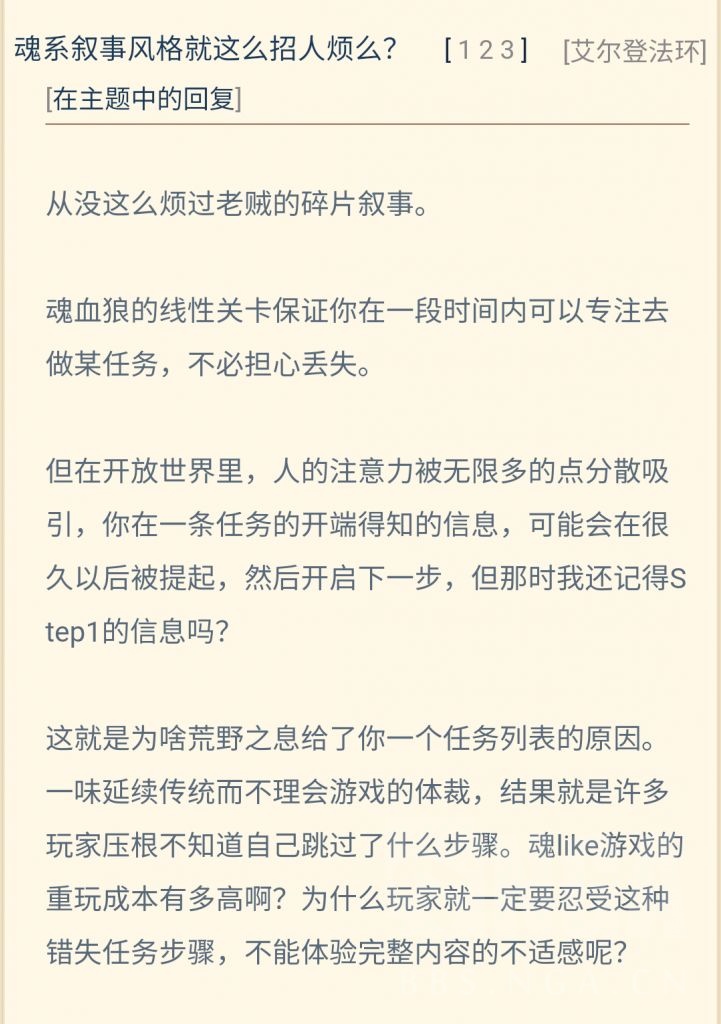 魂系叙事风格就这么招人烦么? [ 1 2 3 ] [艾尔登法环]
[在主题中的回复]
从没这么烦过老贼的碎片叙事。
魂血狼的线性关卡保证你在一段时间内可以专注去
做某任务，不必担心丢失。
但在开放世界里，人的注意力被无限多的点分散吸
引，你在一条任务的开端得知的信息，可能会在很
久以后被提起，然后开启下一步，但那时我还记得S
tep1的信息吗?
这就是为啥荒野之息给了你一个任务列表的原因。
一味延续传统而不理会游戏的体裁，结果就是许多
玩家压根不知道自己跳过了什么步骤。魂like游戏的
重玩成本有多高啊? 为什么玩家就一定要忍受这种
错失任务步骤，不能体验完整内容的不适感呢?
BBS.NGA.CN